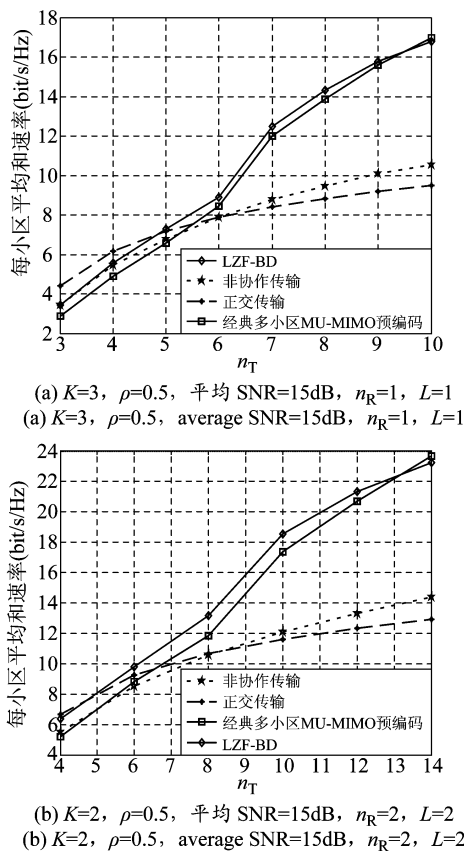 18
16
14
12
10
8
6
4
2
每小区平均和速率(bit/s/Hz)
LZF-BD
非协作传输
正交传输
经典多小区MU-MIMO预编码
3 4 5 6 7 8 9 10
nT
(a) K=3，ρ=0.5，平均 SNR=15dB，nR=1，L=1
(a) K=3，ρ=0.5，average SNR=15dB，nR=1，L=1
24
22
20
18
16
14
12
10
8
6
4
每小区平均和速率(bit/s/Hz)
非协作传输
正交传输
经典多小区MU-MIMO预编码
LZF-BD
4 5 6 7 8 9 10 11 12 13 14
nT
(b) K=2，ρ=0.5，平均 SNR=15dB，nR=2，L=2
(b) K=2，ρ=0.5，average SNR=15dB，nR=2，L=2